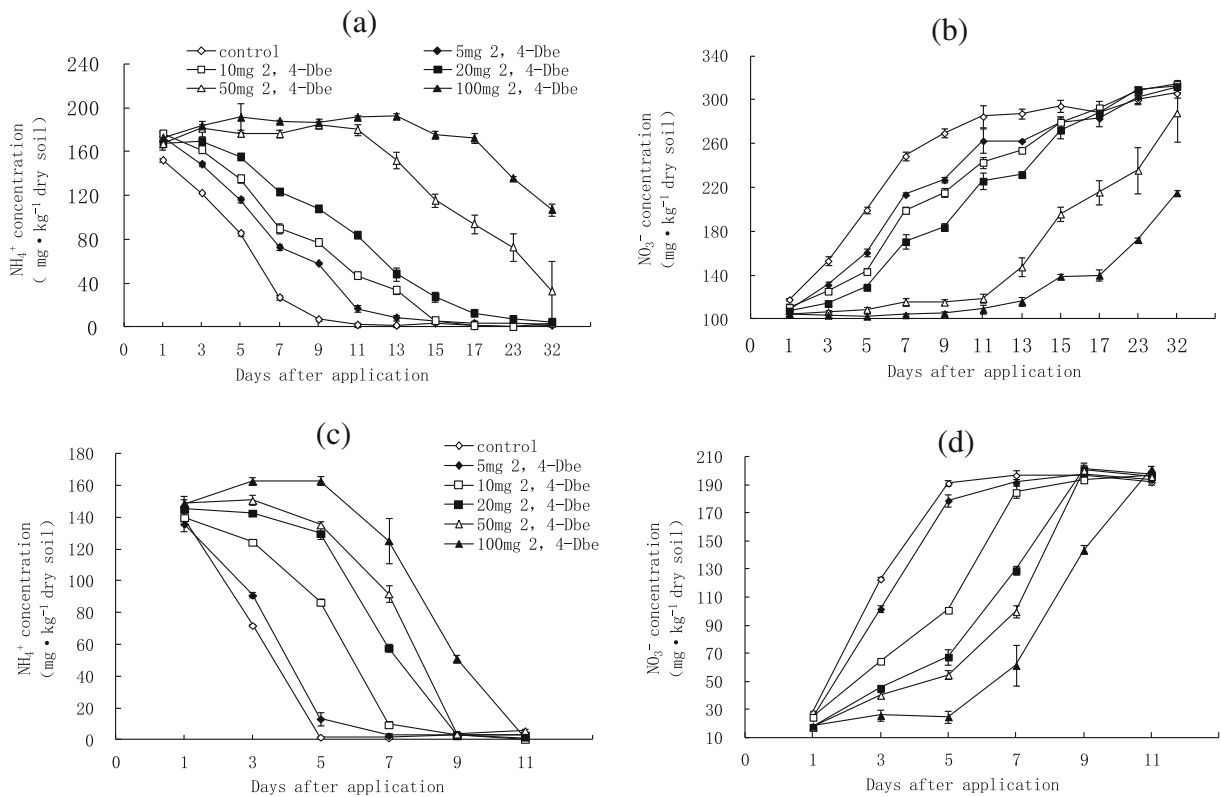 (a)
control
5mg 2, 4-Dbe
10mg 2, 4-Dbe
20mg 2, 4-Dbe
50mg 2, 4-Dbe
100mg 2, 4-Dbe
240
200
160
120
80
40
0
NH₄⁺ concentration
( mg•kg⁻¹ dry soil)
0 1 3 5 7 9 11 13 15 17 23 32
Days after application
(b)
340
300
260
220
180
140
100
NO₃⁻ concentration
(mg•kg⁻¹ dry soil)
0 1 3 5 7 9 11 13 15 17 23 32
Days after application
(c)
control
5mg 2, 4-Dbe
10mg 2, 4-Dbe
20mg 2, 4-Dbe
50mg 2, 4-Dbe
100mg 2, 4-Dbe
180
160
140
120
100
80
60
40
20
0
NH₄⁺ concentration
(mg•kg⁻¹ dry soil)
0 1 3 5 7 9 11
Days after application
(d)
210
190
170
150
130
110
90
70
50
30
10
NO₃⁻ concentration
(mg•kg⁻¹ dry soil)
0 1 3 5 7 9 11
Days after application